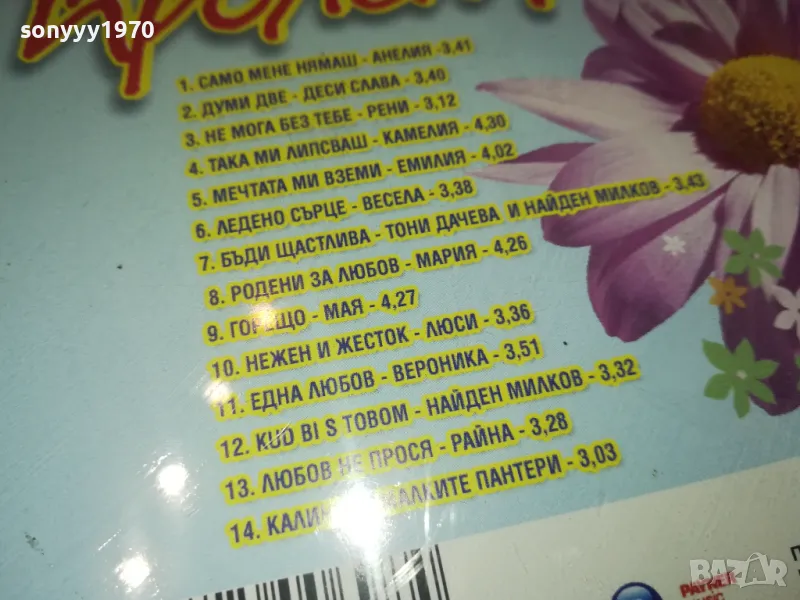 sonyyy1970
1. САМО МЕНЕ НЯМАШ - АНЕЛИЯ - 3,41
2. ДУМИ ДВЕ - ДЕСИ СЛАВА - 3,40
3. НЕ МОГА БЕЗ ТЕБЕ - РЕНИ - 3,12
4. ТАКА МИ ЛИПСВАШ - КАМЕЛИЯ - 4,30
5. МЕЧТАТА МИ ВЗЕМИ - ЕМИЛИЯ - 4,02
6. ЛЕДЕНО СЪРЦЕ - ВЕСЕЛА - 3,38
7. БЪДИ ЩАСТЛИВА - ТОНИ ДАЧЕВА И НАЙДЕН МИЛКОВ - 3,43
8. РОДЕНИ ЗА ЛЮБОВ - МАРИЯ - 4,26
9. ГОРЕЩО - МАЯ - 4,27
10. НЕЖЕН И ЖЕСТОК - ЛЮСИ - 3,36
11. ЕДНА ЛЮБОВ - ВЕРОНИКА - 3,51
12. KUD BI S ТОВОМ - НАЙДЕН МИЛКОВ - 3,32
13. ЛЮБОВ НЕ ПРОСЯ - РАЙНА - 3,28
14. ПАНТЕРИ - 3,03
BAZAR
bg